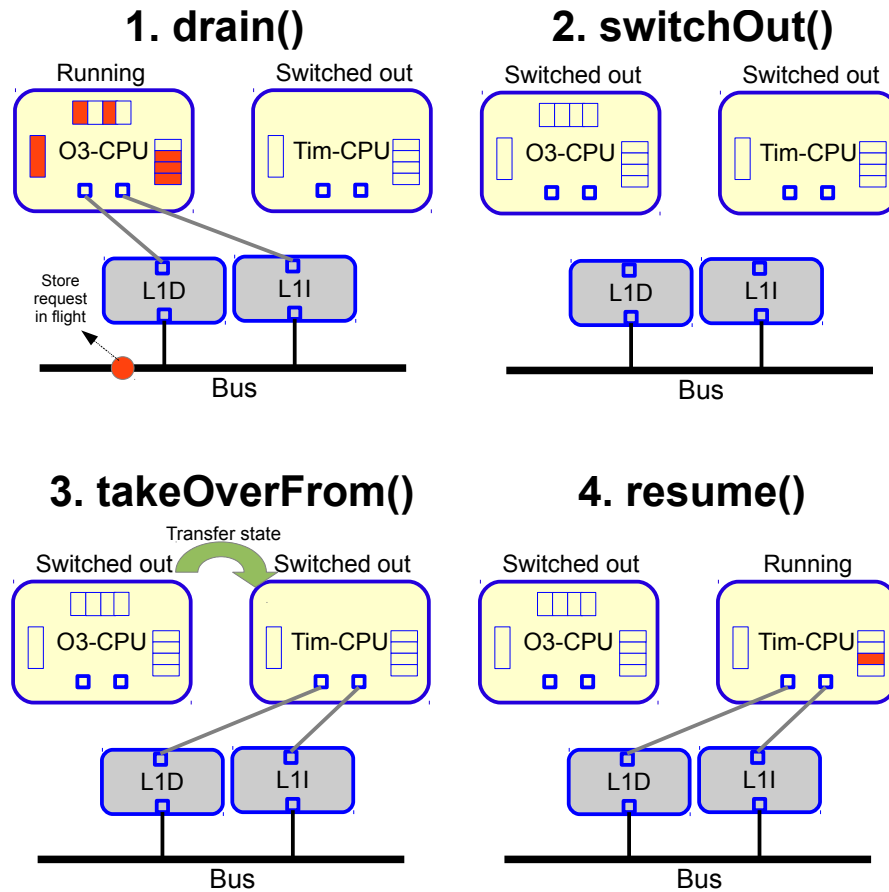 1. drain()
Running
Switched out
O3-CPU
Tim-CPU
L1D
L1I
Store
request
in flight
Bus
2. switchOut()
Switched out
Switched out
O3-CPU
Tim-CPU
L1D
L1I
Bus
3. takeOverFrom()
Transfer state
Switched out
Switched out
O3-CPU
Tim-CPU
L1D
L1I
Bus
4. resume()
Switched out
Running
O3-CPU
Tim-CPU
L1D
L1I
Bus